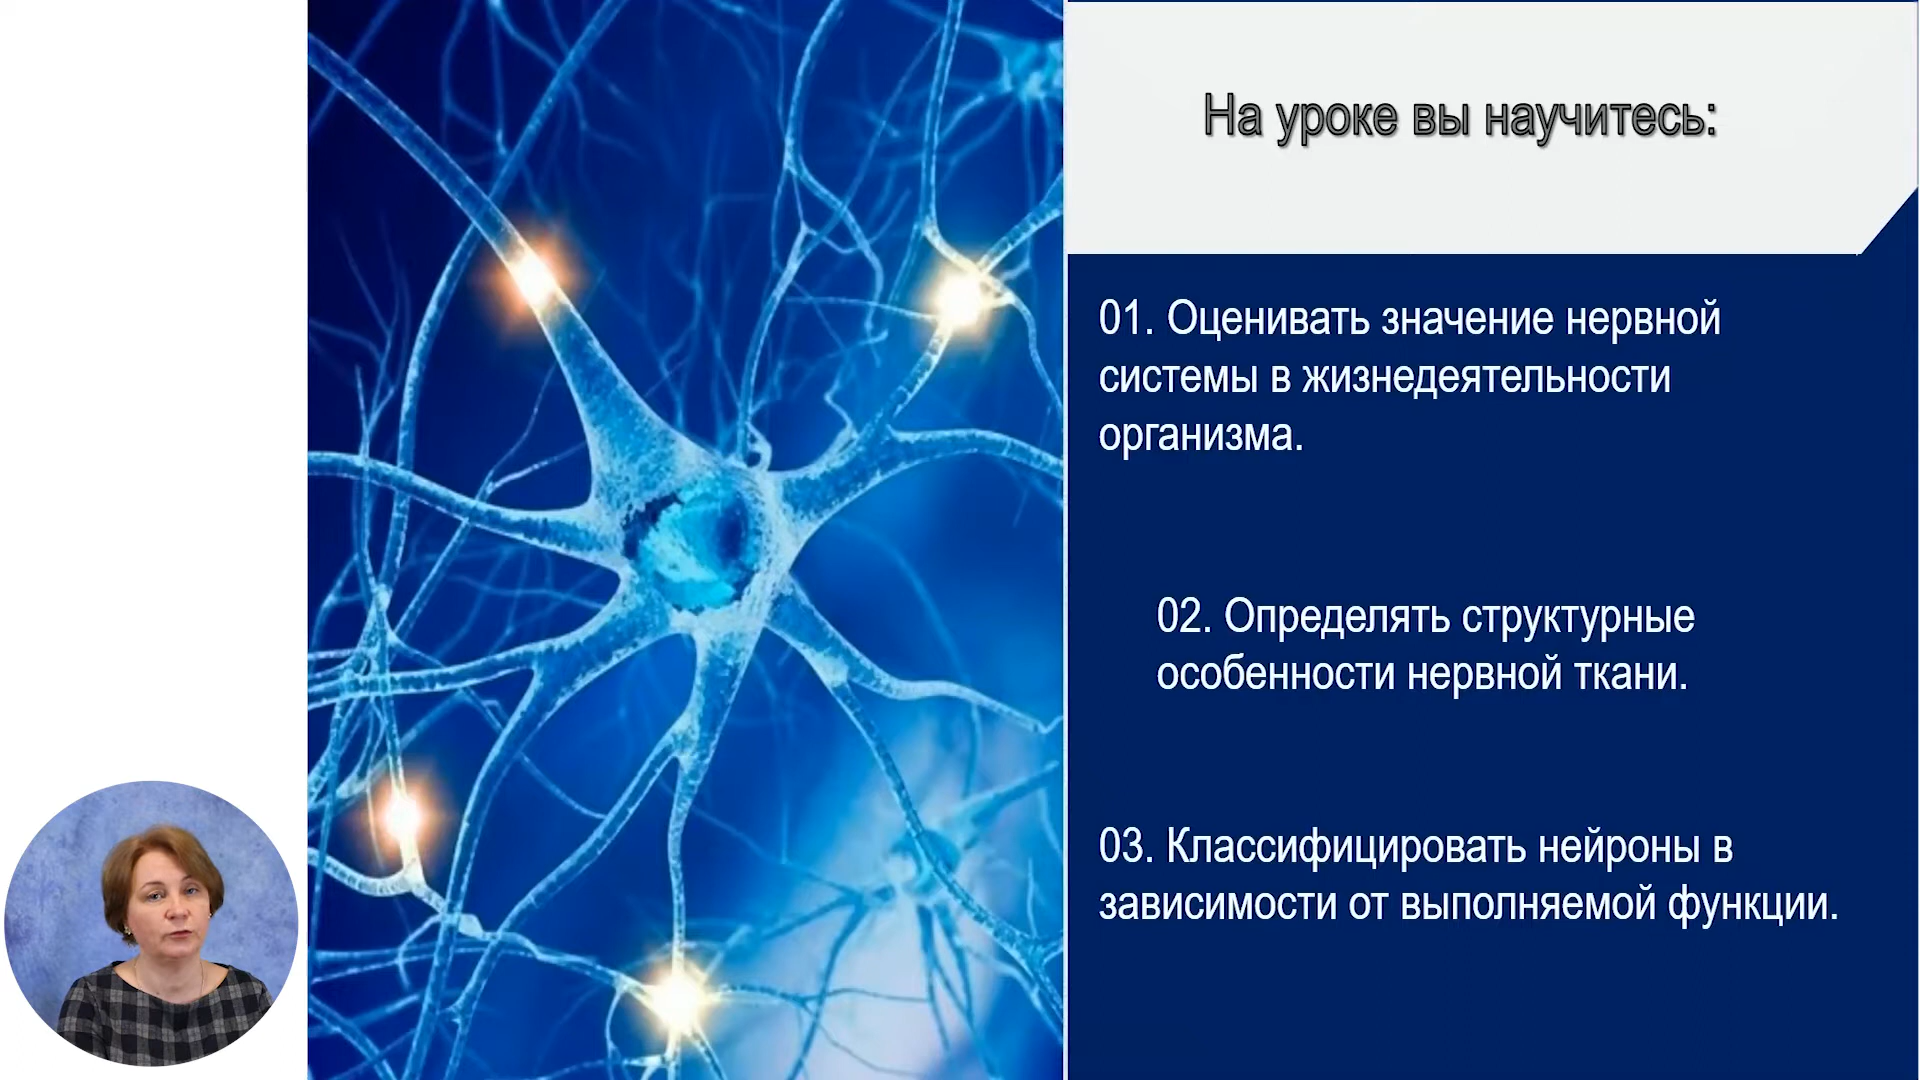 На уроке вы научитесь:
01. Оценивать значение нервной
системы в жизнедеятельности
организма.
02. Определять структурные
особенности нервной ткани.
03. Классифицировать нейроны в
зависимости от выполняемой функции.